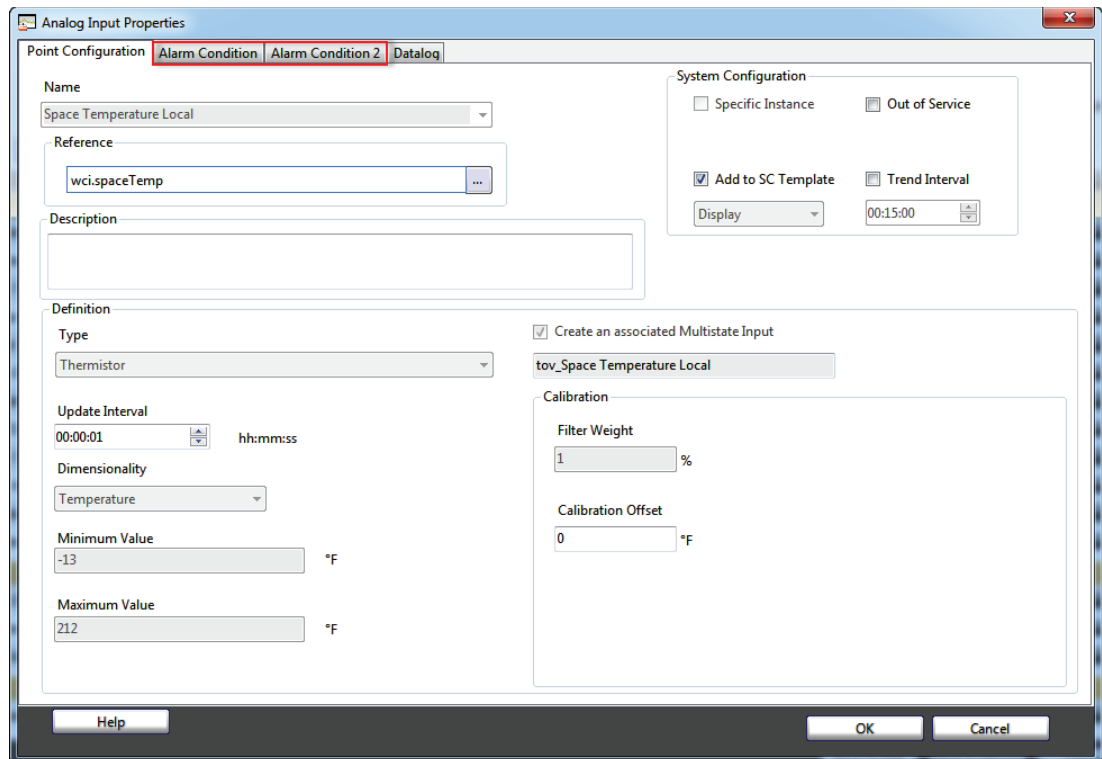 Analog Input Properties
Point Configuration Alarm Condition Alarm Condition 2 Datalog
Name
Space Temperature Local
Reference
wci.spaceTemp ...
Description
System Configuration
Specific Instance Out of Service
Add to SC Template Trend Interval
Display 00:15:00
Definition
Type
Thermistor
Update Interval
00:00:01 hh:mm:ss
Dimensionality
Temperature
Minimum Value
-13 °F
Maximum Value
212 °F
Create an associated Multistate Input
tov_Space Temperature Local
Calibration
Filter Weight
1 %
Calibration Offset
0 °F
Help OK Cancel